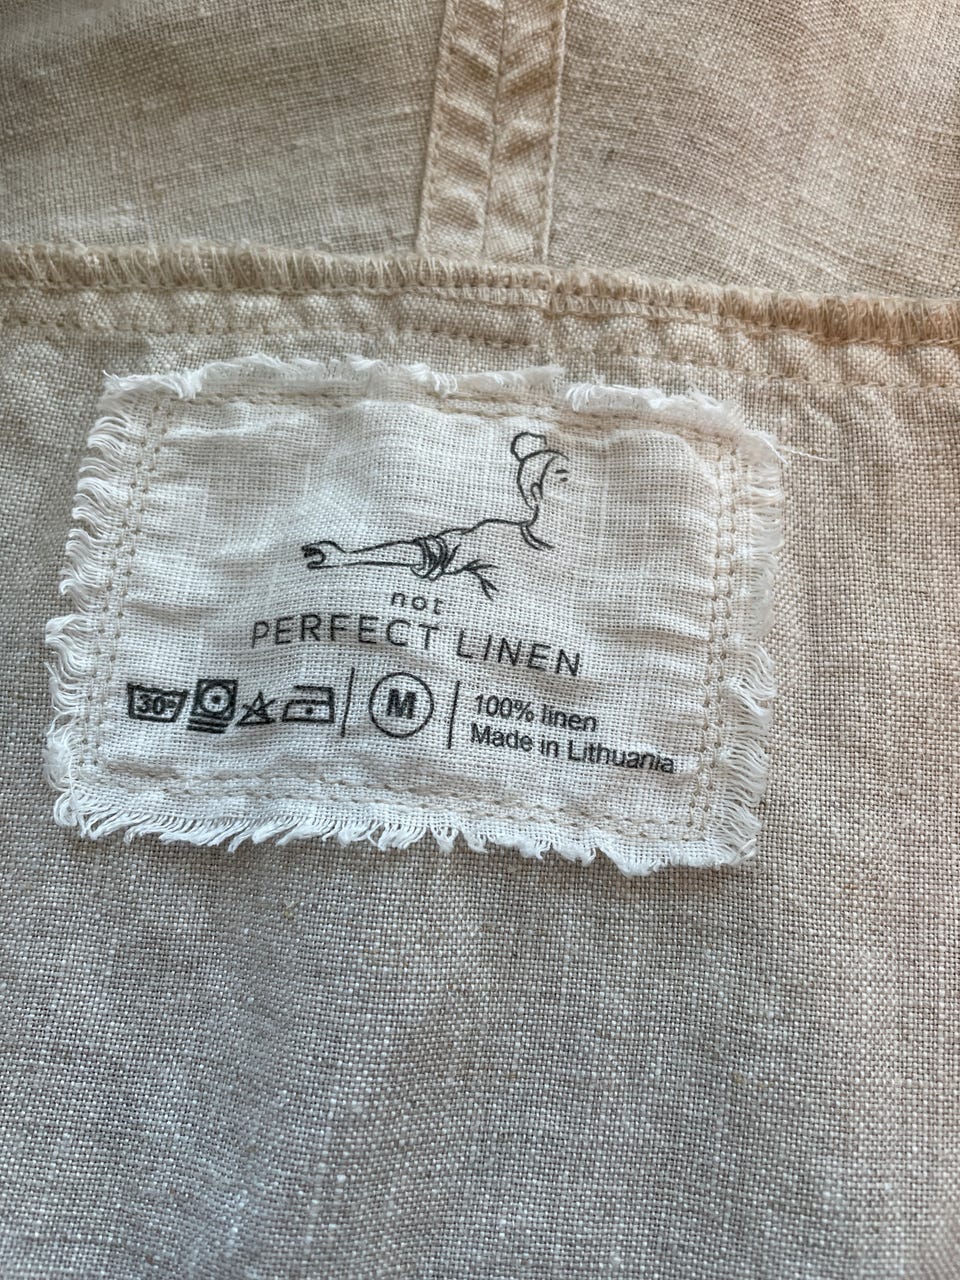 not
PERFECT LINEN
30°
M
100% linen
Made in Lithuania